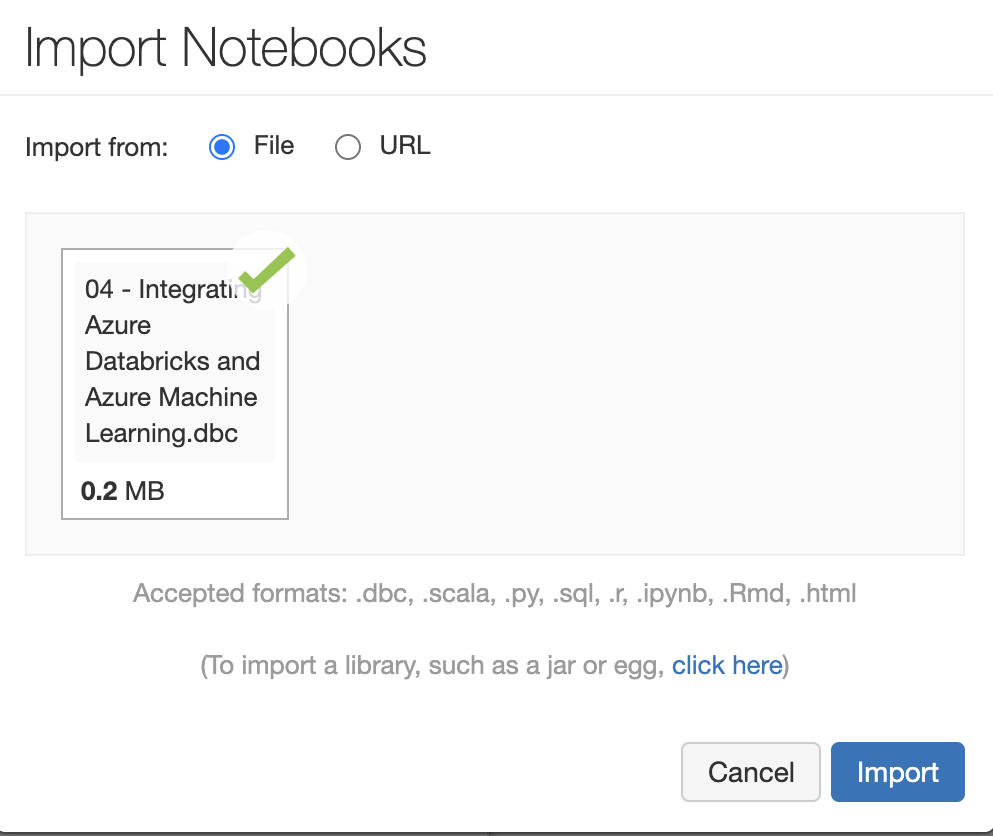 Import Notebooks
Import from: File URL
04 - Integrating
Azure
Databricks and
Azure Machine
Learning.dbc
0.2 MB
Accepted formats: .dbc, .scala, .py, .sql, .r, .ipynb, .Rmd, .html
(To import a library, such as a jar or egg, click here)
Cancel Import